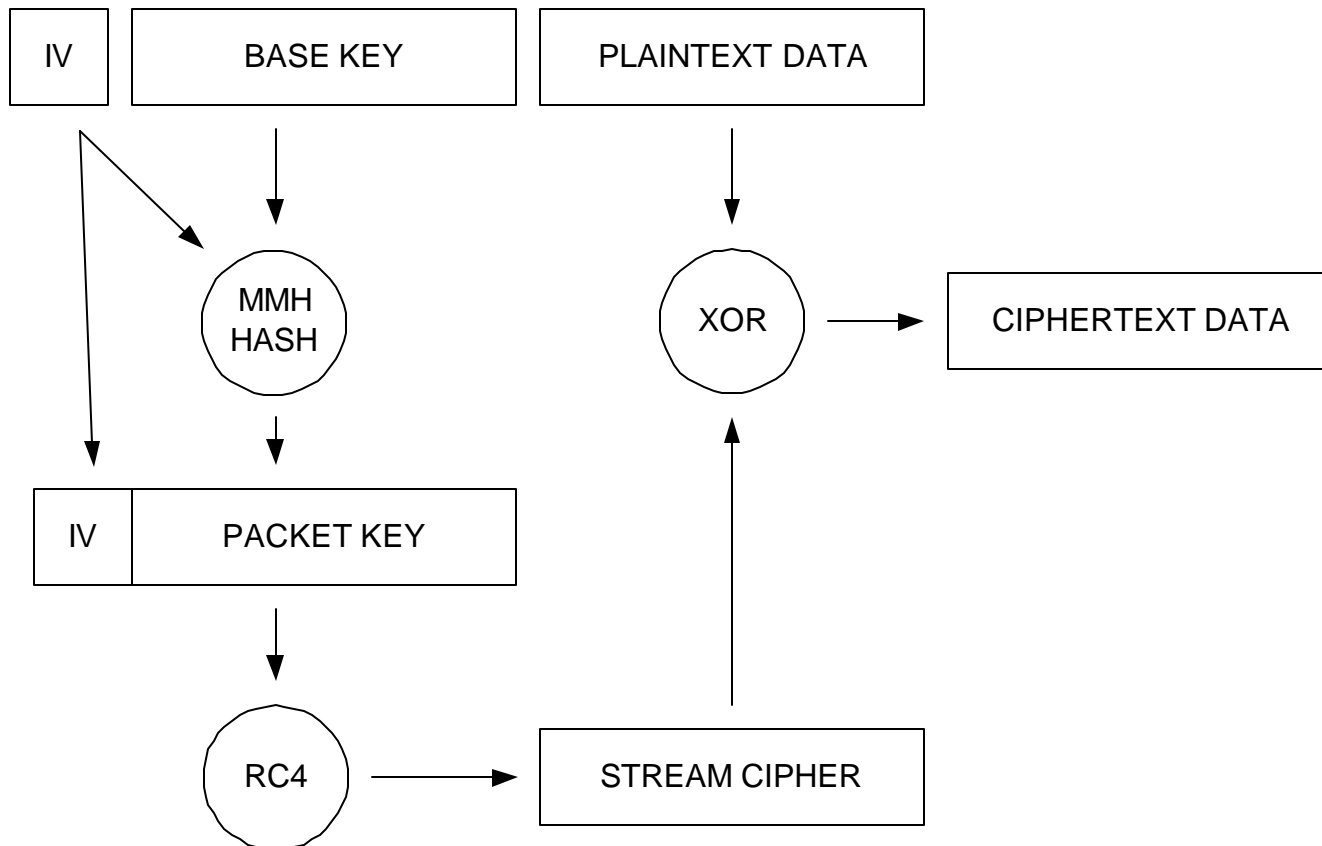 IV
BASE KEY
PLAINTEXT DATA
MMH
HASH
XOR
CIPHERTEXT DATA
IV
PACKET KEY
RC4
STREAM CIPHER